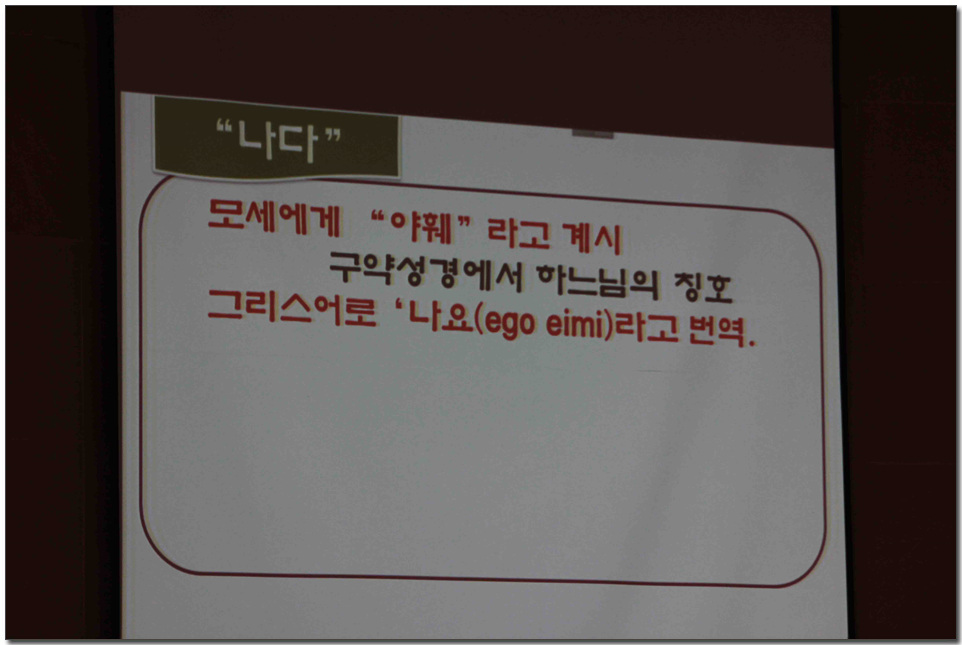 “나다”
모세에게 “야훼” 라고 계시
구약성경에서 하느님의 칭호
그리스어로 ‘나요(ego eimi)라고 번역.